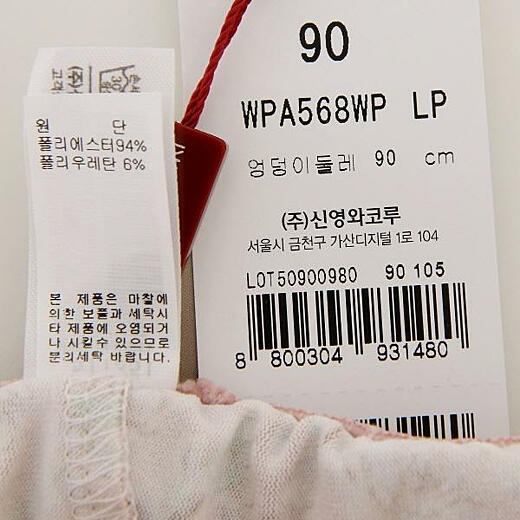 원 단
폴리에스터94%
폴리우레탄 6%
본 제품은 마찰에
의한 보풀과 세탁시
타 제품에 오염되거
나 시킬수 있으므로
분리세탁 바랍니다.
90
WPA568WP LP
엉덩이둘레 90 cm
(주)신영와코루
서울시 금천구 가산디지털 1로 104
LOT50900980 90 105
8 800304 931480